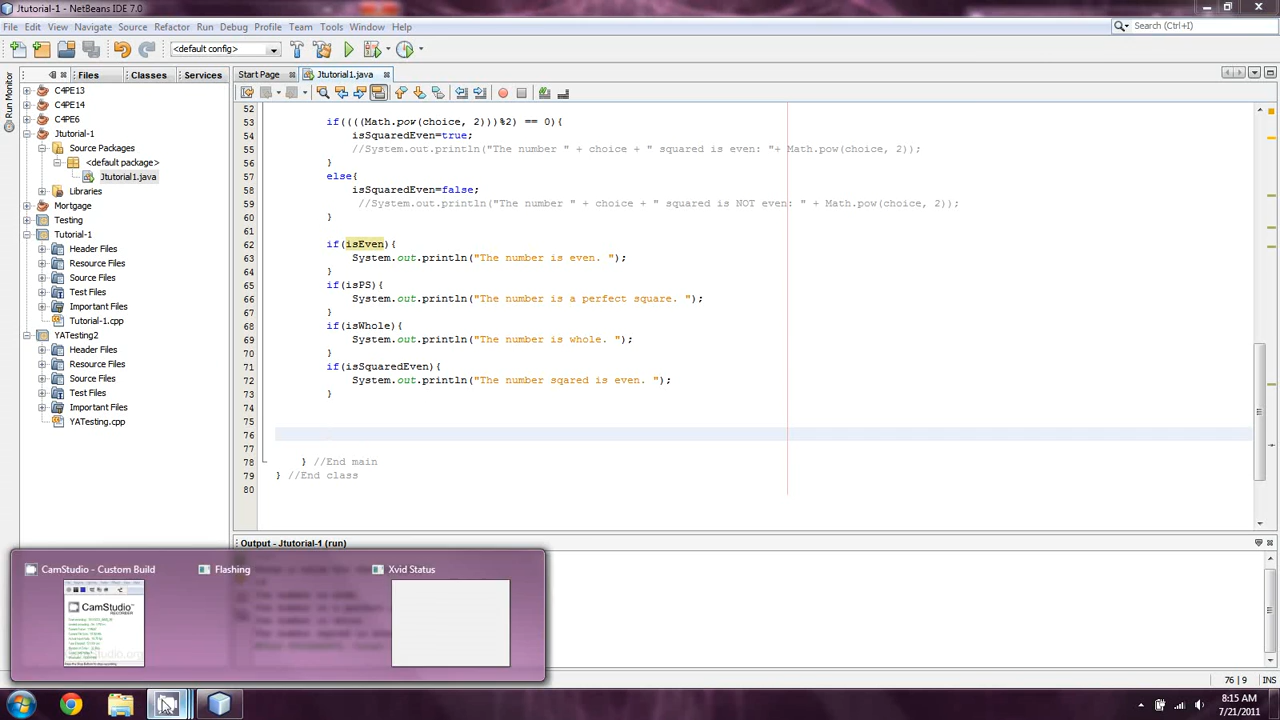 Jtutorial-1 - NetBeans IDE 7.0
File Edit View Navigate Source Refactor Run Debug Profile Team Tools Window Help
Search (Ctrl+I)
<default config>
Files Classes Services Start Page Jtutorial1.java
Run Monitor
C4PE13
C4PE14
C4PE6
Jtutorial-1
Source Packages
<default package>
Jtutorial1.java
Libraries
Mortgage
Testing
Tutorial-1
Header Files
Resource Files
Source Files
Test Files
Important Files
Tutorial-1.cpp
YATesting2
Header Files
Resource Files
Source Files
Test Files
Important Files
YATesting.cpp
52
53 if((((Math.pow(choice, 2)))%2) == 0){
54 isSquaredEven=true;
55 //System.out.println("The number " + choice + " squared is even: "+ Math.pow(choice, 2));
56 }
57 else{
58 isSquaredEven=false;
59 //System.out.println("The number " + choice + " squared is NOT even: " + Math.pow(choice, 2));
60 }
61
62 if(isEven){
63 System.out.println("The number is even. ");
64 }
65 if(isPS){
66 System.out.println("The number is a perfect square. ");
67 }
68 if(isWhole){
69 System.out.println("The number is whole. ");
70 }
71 if(isSquaredEven){
72 System.out.println("The number sqared is even. ");
73 }
74
75
76
77
78 } //End main
79 } //End class
80
Output - Jtutorial-1 (run)
CamStudio - Custom Build Flashing Xvid Status
CamStudio
76 | 9 INS
8:15 AM
7/21/2011